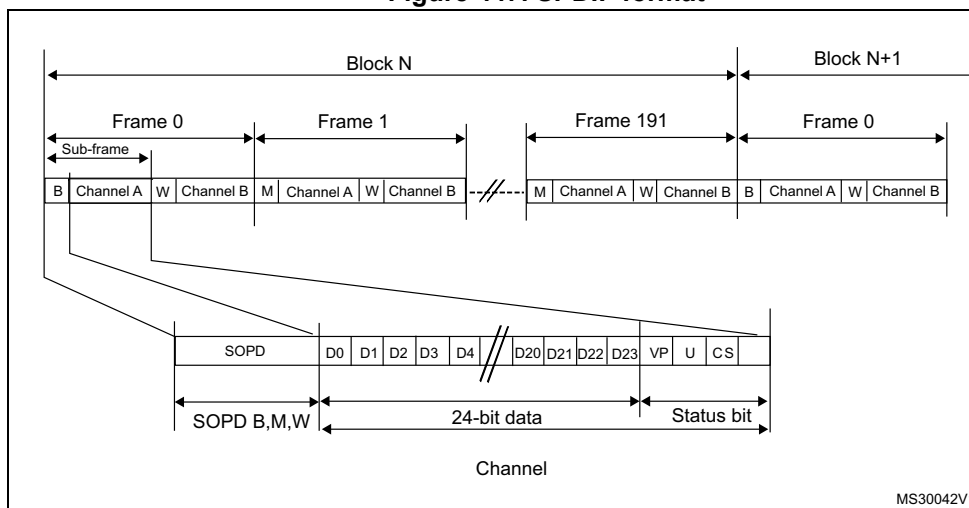 Block N
Block N+1
Frame 0
Frame 1
Frame 191
Frame 0
Sub-frame
B Channel A W Channel B M Channel A W Channel B M Channel A W Channel B B Channel A W Channel B
SOPD D0 D1 D2 D3 D4 D20 D21 D22 D23 VP U CS
SOPD B,M,W
24-bit data
Status bit
Channel
MS30042V